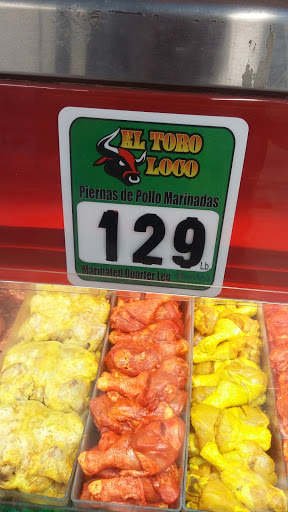 EL TORO
LOCO
Piernas de Pollo Marinadas
129
Lb
Marinated Quarter Leg